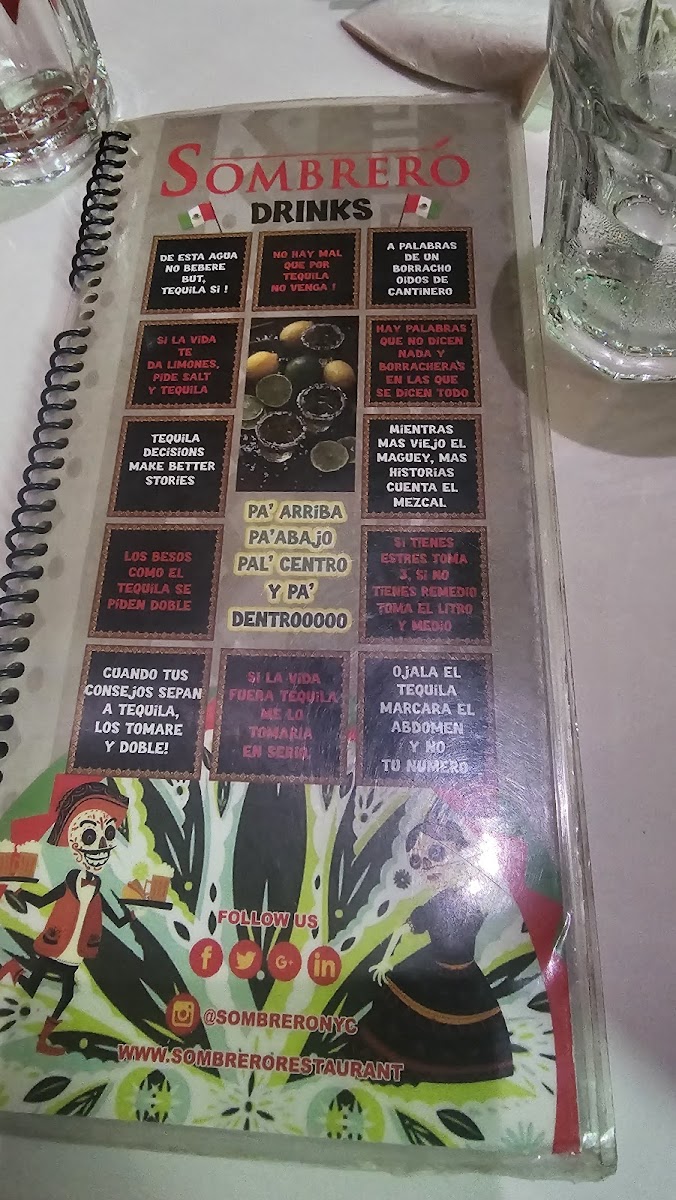 SOMBRERÓ
DRINKS
DE ESTA AGUA
NO BEBERE
BUT,
TEQUILA SI !
NO HAY MAL
QUE POR
TEQUILA
NO VENGA !
A PALABRAS
DE UN
BORRACHO
OIDOS DE
CANTINERO
SI LA VIDA
TE
DA LIMONES,
PIDE SALT
Y TEQUILA
HAY PALABRAS
QUE NO DICEN
NADA Y
BORRACHERAS
EN LAS QUE
SE DICEN TODO
TEQUILA
DECISIONS
MAKE BETTER
STORIES
MIENTRAS
MAS VIEJO EL
MAGUEY, MAS
HISTORIAS
CUENTA EL
MEZCAL
PA' ARRIBA
PA'ABAJO
PAL' CENTRO
Y PA'
DENTROOOOO
LOS BESOS
COMO EL
TEQUILA SE
PIDEN DOBLE
SI TIENES
ESTRES TOMA
3, SI NO
TIENES REMEDIO
TOMA EL LITRO
Y MEDIO
CUANDO TUS
CONSEJOS SEPAN
A TEQUILA,
LOS TOMARE
Y DOBLE!
SI LA VIDA
FUERA TEQUILA
ME LO
TOMARIA
EN SERIO.
OJALA EL
TEQUILA
MARCARA EL
ABDOMEN
Y NO
TU NUMERO
FOLLOW US
f G+ in
@SOMBRERONYC
WWW.SOMBRERORESTAURANT